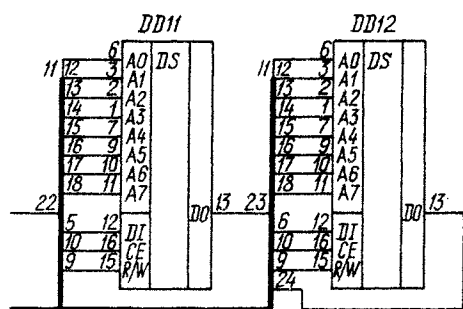 DD11 DD12
6 DS 6 DS
11 12 3 A0 11 12 3 A0
13 2 A1 13 2 A1
14 1 A2 14 1 A2
15 7 A3 15 7 A3
16 9 A4 16 9 A4
17 10 A5 17 10 A5
18 11 A6 18 11 A6
A7 A7
22 D0 13 23 D0 13
5 12 DI 6 12 DI
10 16 CE 10 16 CE
9 15 R/W 9 15 R/W
24